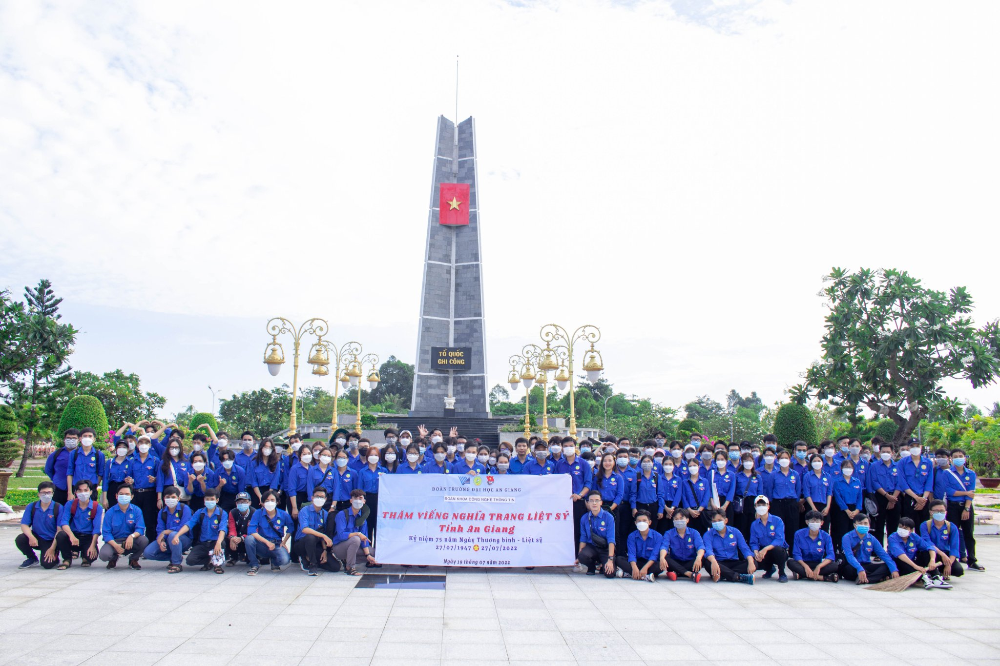 TỔ QUỐC
GHI CÔNG
ĐOÀN TRƯỜNG ĐẠI HỌC AN GIANG
ĐOÀN KHOA CÔNG NGHỆ THÔNG TIN
THĂM VIẾNG NGHĨA TRANG LIỆT SỸ
Tỉnh An Giang
Kỷ niệm 75 năm Ngày Thương binh - Liệt sỹ
27/07/1947 27/07/2022
Ngày 19 tháng 07 năm 2022